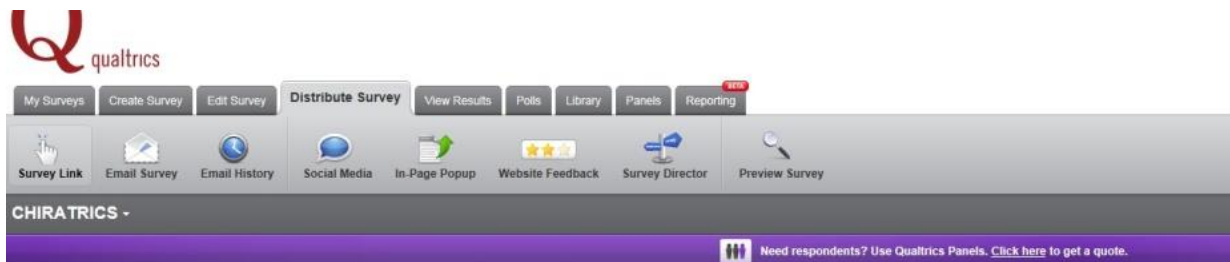 qualtrics
BETA
My Surveys Create Survey Edit Survey Distribute Survey View Results Polls Library Panels Reporting
Survey Link Email Survey Email History Social Media In-Page Popup Website Feedback Survey Director Preview Survey
CHIRATRICS
Need respondents? Use Qualtrics Panels. Click here to get a quote.